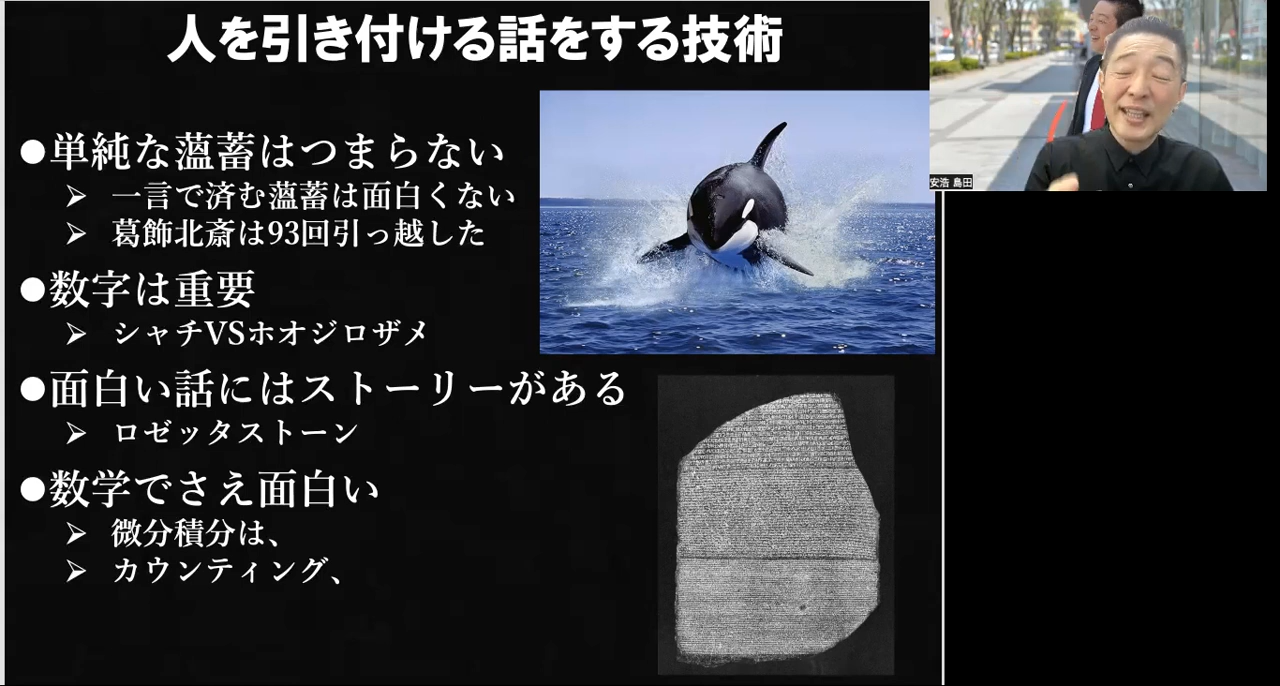 人を引き付ける話をする技術
●単純な薀蓄はつまらない
➢ 一言で済む薀蓄は面白くない
➢ 葛飾北斎は93回引っ越した
●数字は重要
➢ シャチVSホオジロザメ
●面白い話にはストーリーがある
➢ ロゼッタストーン
●数学でさえ面白い
➢ 微分積分は、
➢ カウンティング、
安浩 島田